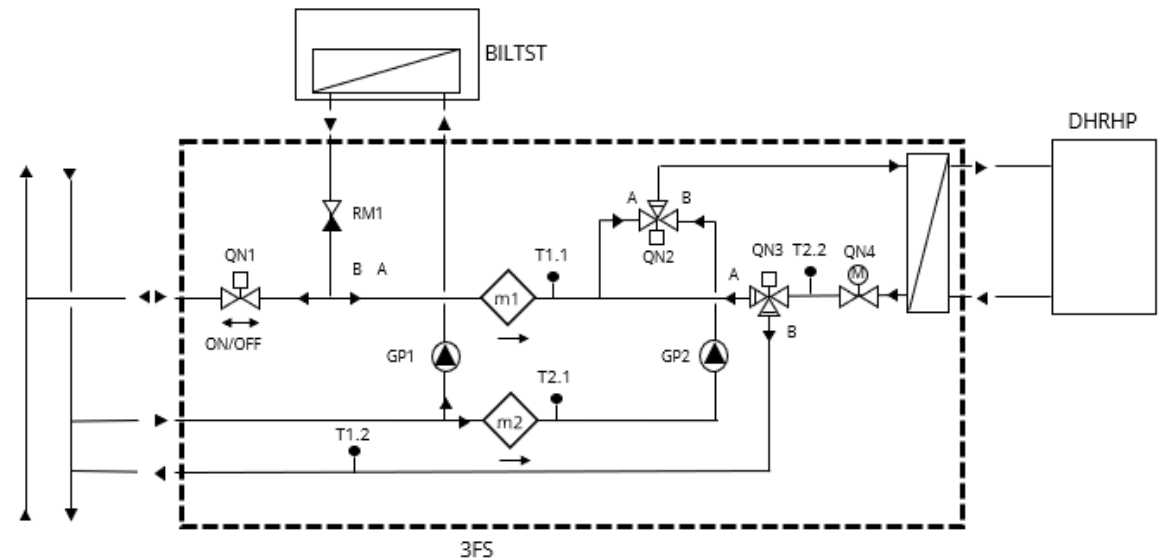 BILTST
DHRHP
RM1
A B
QN2
QN1
B A
T1.1
QN3 T2.2 QN4
M
A
m1
ON/OFF
B
GP1
GP2
T2.1
m2
T1.2
3FS